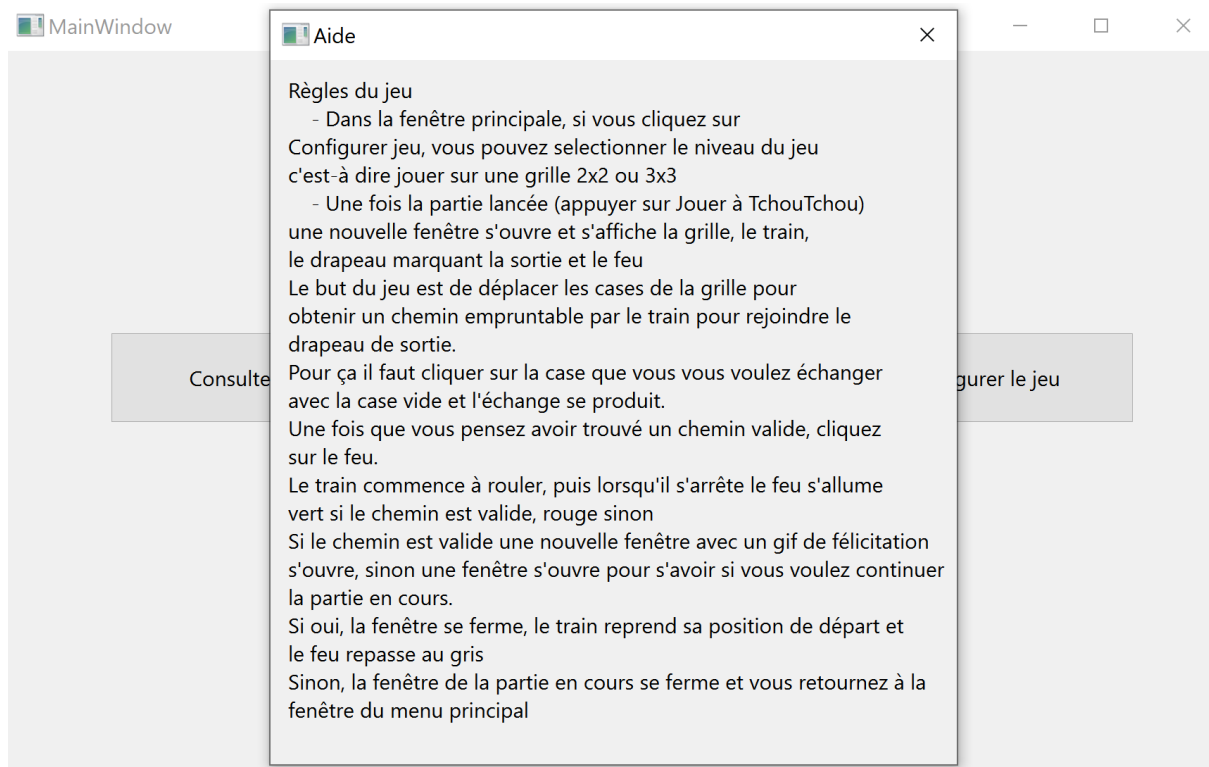 MainWindow
Aide
Règles du jeu
- Dans la fenêtre principale, si vous cliquez sur
Configurer jeu, vous pouvez selectionner le niveau du jeu
c'est-à dire jouer sur une grille 2x2 ou 3x3
- Une fois la partie lancée (appuyer sur Jouer à TchouTchou)
une nouvelle fenêtre s'ouvre et s'affiche la grille, le train,
le drapeau marquant la sortie et le feu
Le but du jeu est de déplacer les cases de la grille pour
obtenir un chemin empruntable par le train pour rejoindre le
drapeau de sortie.
Pour ça il faut cliquer sur la case que vous vous voulez échanger
avec la case vide et l'échange se produit.
Une fois que vous pensez avoir trouvé un chemin valide, cliquez
sur le feu.
Le train commence à rouler, puis lorsqu'il s'arrête le feu s'allume
vert si le chemin est valide, rouge sinon
Si le chemin est valide une nouvelle fenêtre avec un gif de félicitation
s'ouvre, sinon une fenêtre s'ouvre pour s'avoir si vous voulez continuer
la partie en cours.
Si oui, la fenêtre se ferme, le train reprend sa position de départ et
le feu repasse au gris
Sinon, la fenêtre de la partie en cours se ferme et vous retournez à la
fenêtre du menu principal
Consulte
gurer le jeu